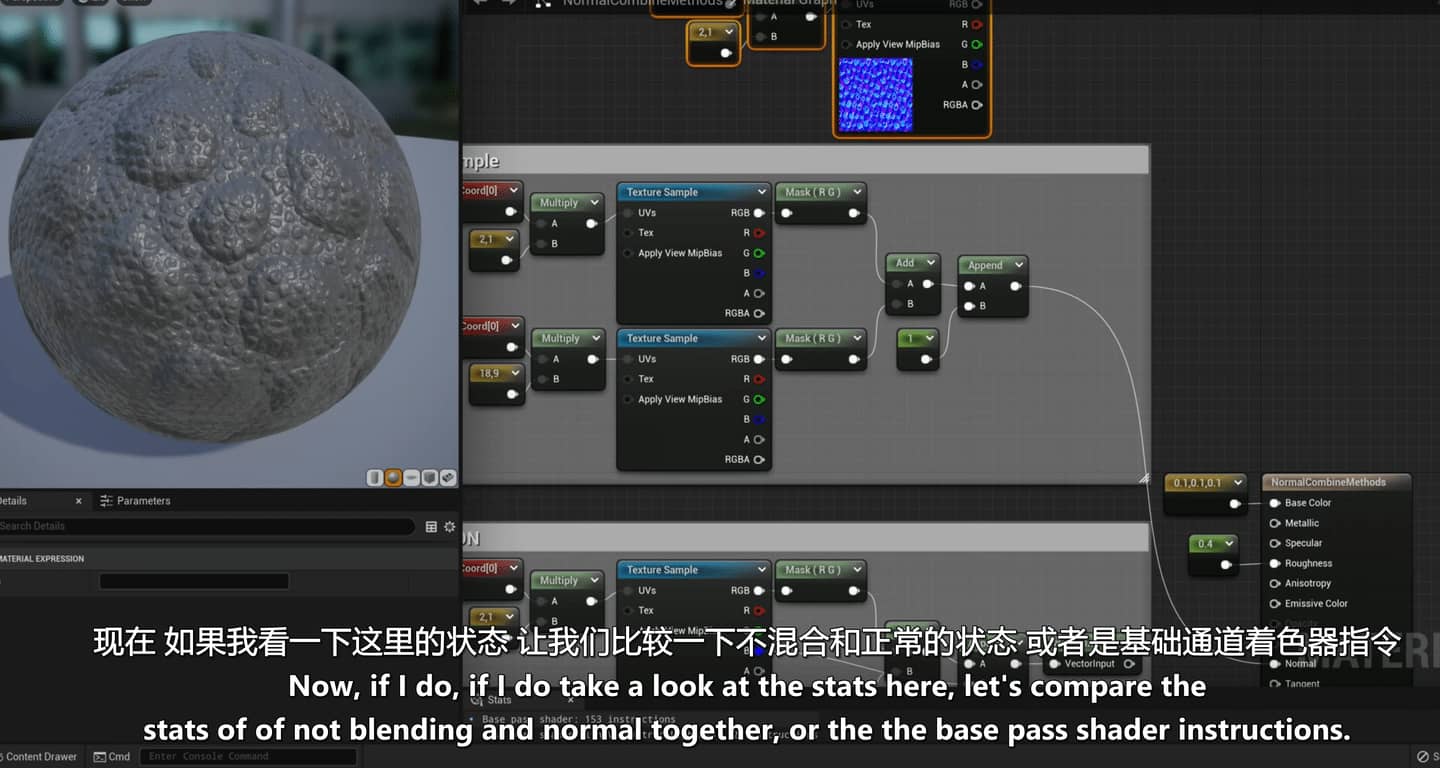 NormalCombineMethods
Material Graph
UVs RGB
A
2,1
B
Tex R
Apply View MipBias G
B
A
RGBA
mple
Coord[0]
Multiply
A
B
2,1
Texture Sample
UVs RGB
Tex R
Apply View MipBias G
B
A
RGBA
Mask ( R G )
Add
A
B
Append
A
B
1
Coord[0]
Multiply
A
B
18,9
Texture Sample
UVs RGB
Tex R
Apply View MipBias G
B
A
RGBA
Mask ( R G )
0.1,0.1,0.1
0.4
NormalCombineMethods
Base Color
Metallic
Specular
Roughness
Anisotropy
Emissive Color
Normal
Tangent
Details
Parameters
Search Details
MATERIAL EXPRESSION
ON
Coord[0]
Multiply
A
B
2,1
Texture Sample
UVs RGB
Tex R
A
Mask ( R G )
B
A
VectorInput
现在 如果我看一下这里的状态 让我们比较一下不混合和正常的状态 或者是基础通道着色器指令
Now, if I do, if I do take a look at the stats here, let's compare the
stats of of not blending and normal together, or the the base pass shader instructions.
Stats
Base pass shader: 153 instructions
Content Drawer
Cmd
Enter Console Command